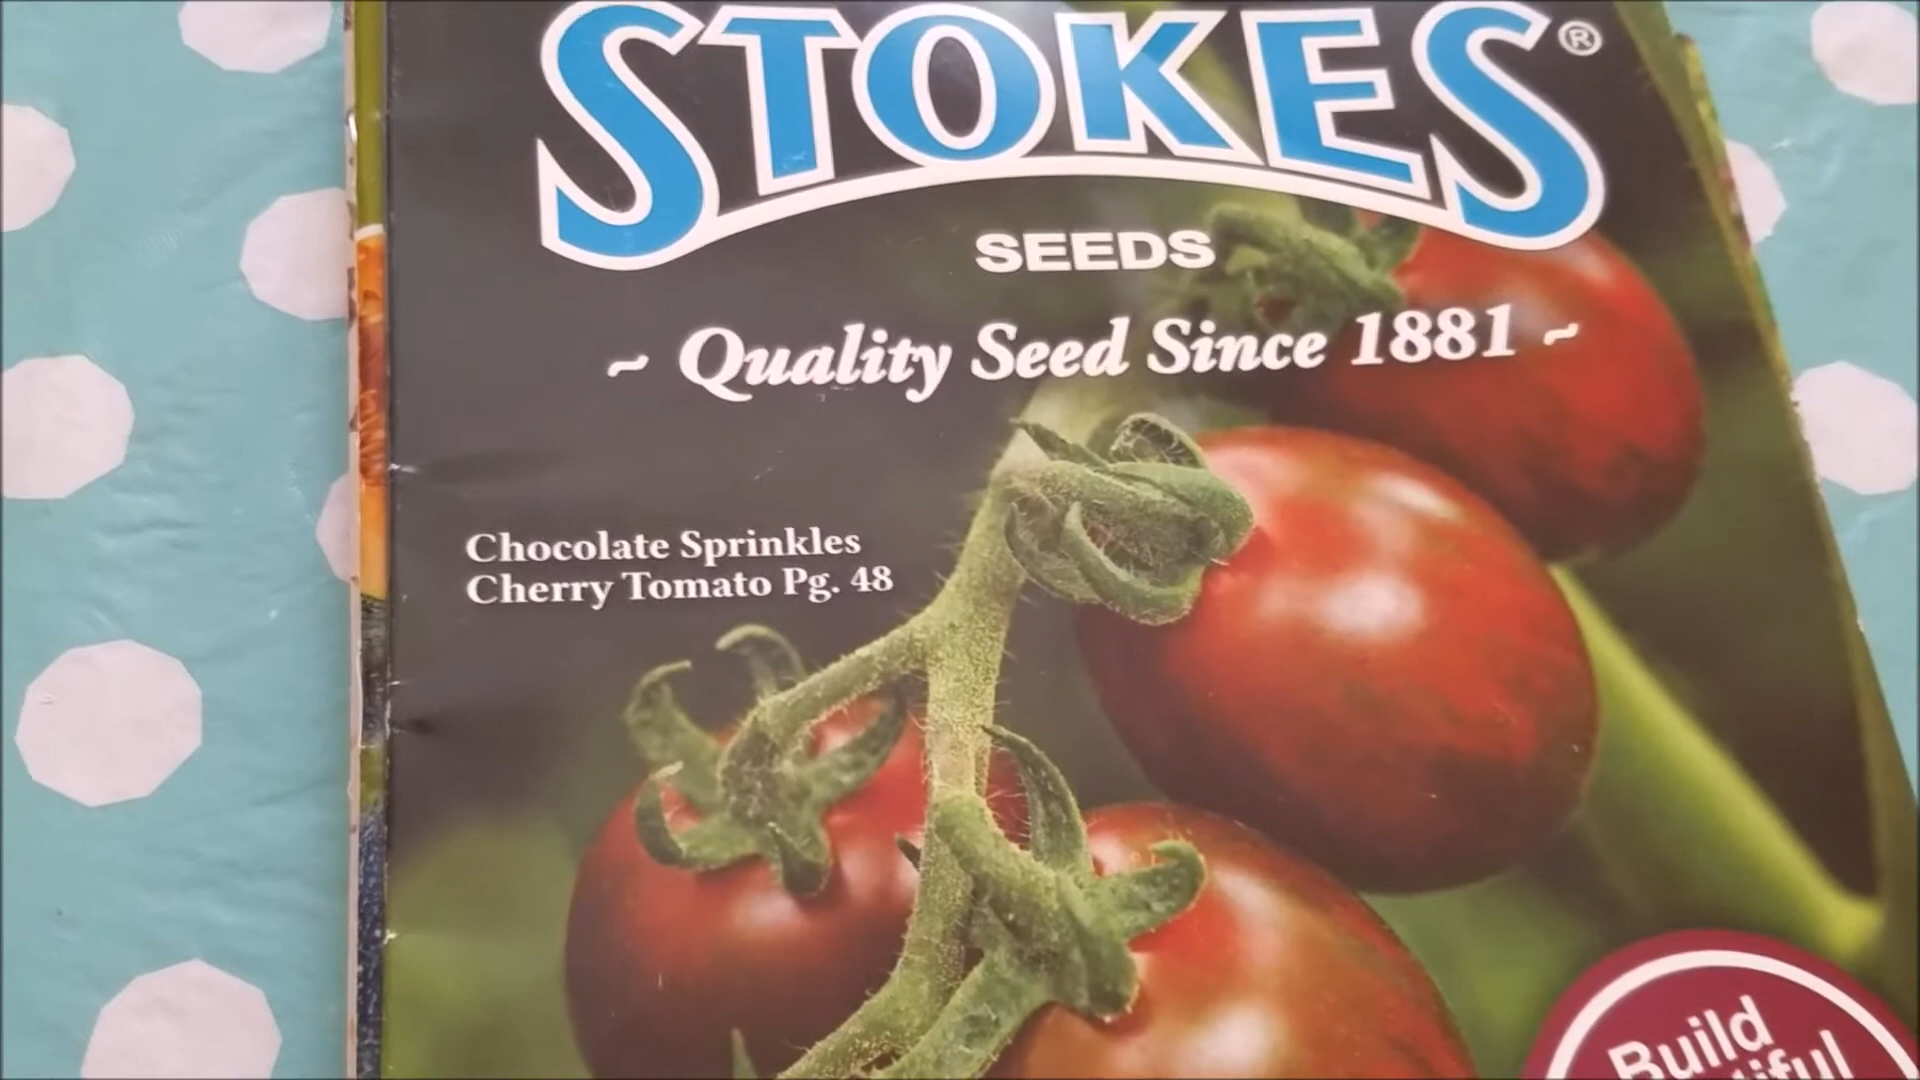 STOKES®
SEEDS
~ Quality Seed Since 1881 ~
Chocolate Sprinkles
Cherry Tomato Pg. 48
Build